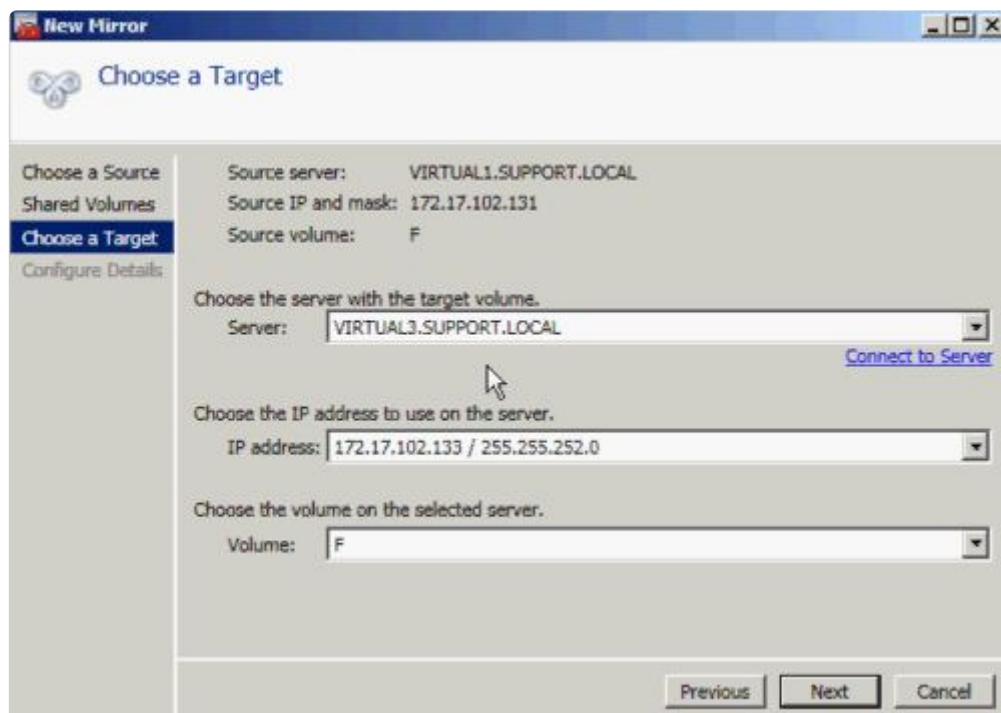 New Mirror
Choose a Target
Choose a Source
Shared Volumes
Choose a Target
Configure Details
Source server: VIRTUAL1.SUPPORT.LOCAL
Source IP and mask: 172.17.102.131
Source volume: F
Choose the server with the target volume.
Server: VIRTUAL3.SUPPORT.LOCAL
Connect to Server
Choose the IP address to use on the server.
IP address: 172.17.102.133 / 255.255.252.0
Choose the volume on the selected server.
Volume: F
Previous Next Cancel